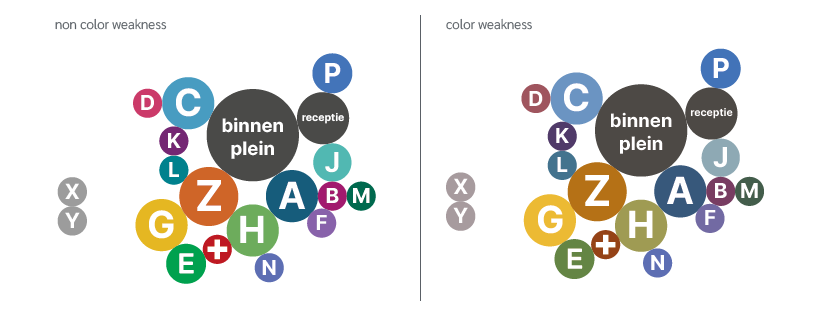 non color weakness
P
D
C
binnen
plein
receptie
K
L
J
X
Y
Z
A
B
M
G
H
F
E
+
N
color weakness
P
D
C
binnen
plein
receptie
K
L
J
X
Y
Z
A
B
M
G
H
F
E
+
N